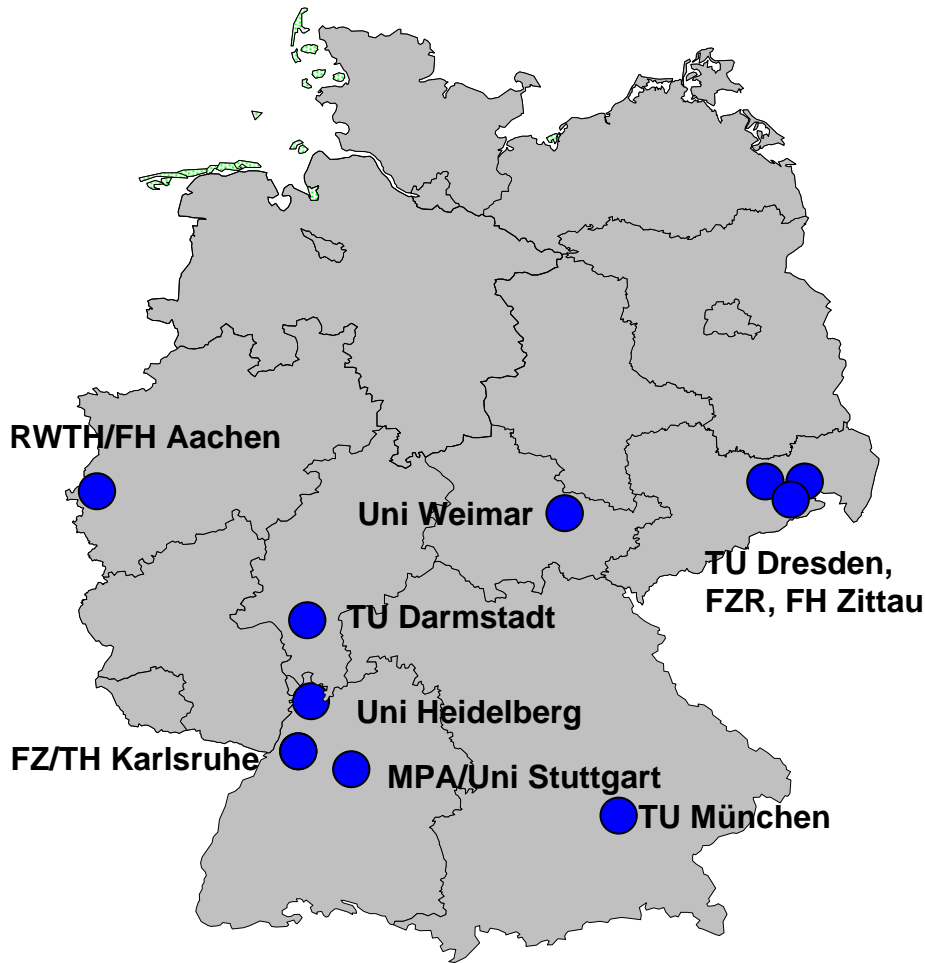 RWTH/FH Aachen
Uni Weimar
TU Dresden,
FZR, FH Zittau
TU Darmstadt
Uni Heidelberg
FZ/TH Karlsruhe
MPA/Uni Stuttgart
TU München